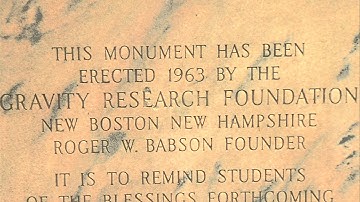 THIS MONUMENT HAS BEEN
ERECTED 1963 BY THE
GRAVITY RESEARCH FOUNDATION
NEW BOSTON NEW HAMPSHIRE
ROGER W. BABSON FOUNDER
IT IS TO REMIND STUDENTS
OF THE BLESSINGS FORTHCOMING